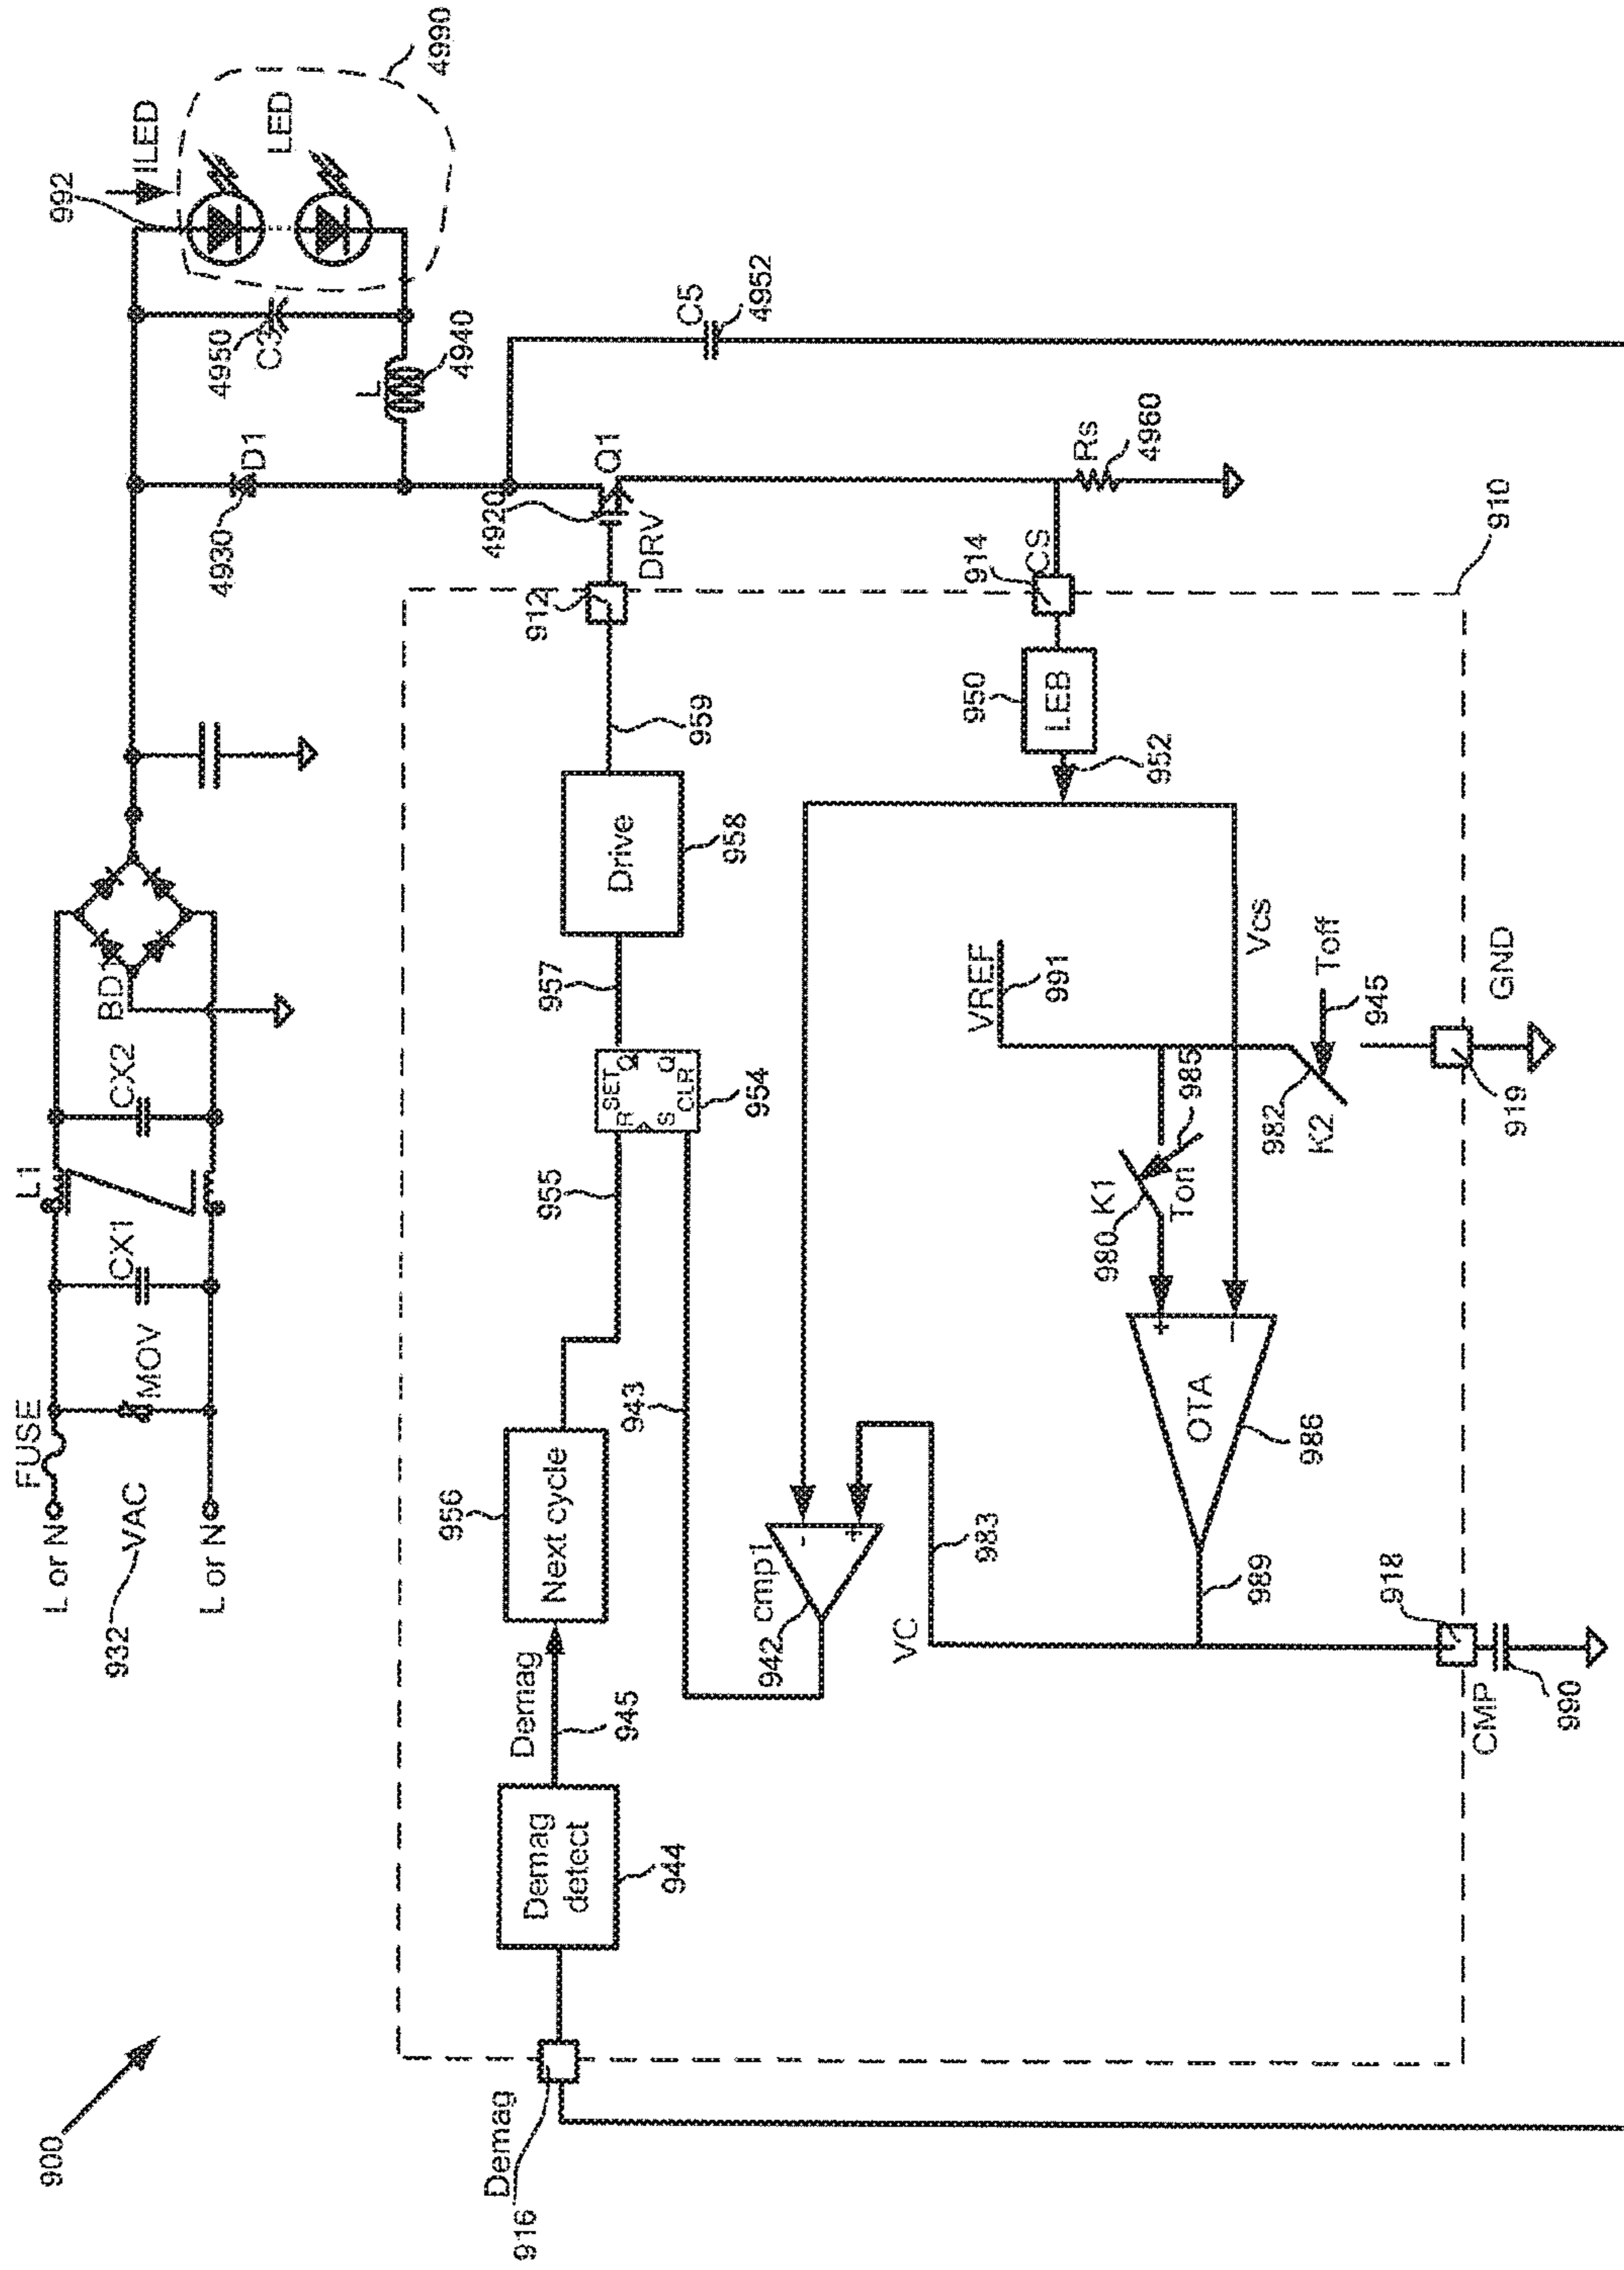 900
932
L or N
VAC
L or N
FUSE
MOV
CX1
L1
CX2
BD1
4930
D1
4950
C3
L
4940
992
ILED
LED
4990
C5
4952
4920
Q1
DRV
912
959
Drive
958
957
SET
R
Q
S
Q
CLR
954
955
956
Next cycle
Demag
945
Demag
detect
944
Demag
916
943
942
cmp1
-
+
VC
983
914
CS
Rs
4960
910
950
LEB
952
VREF
991
Vcs
980
K1
Ton
985
982
K2
Toff
945
919
GND
+
-
OTA
986
989
918
CMP
990